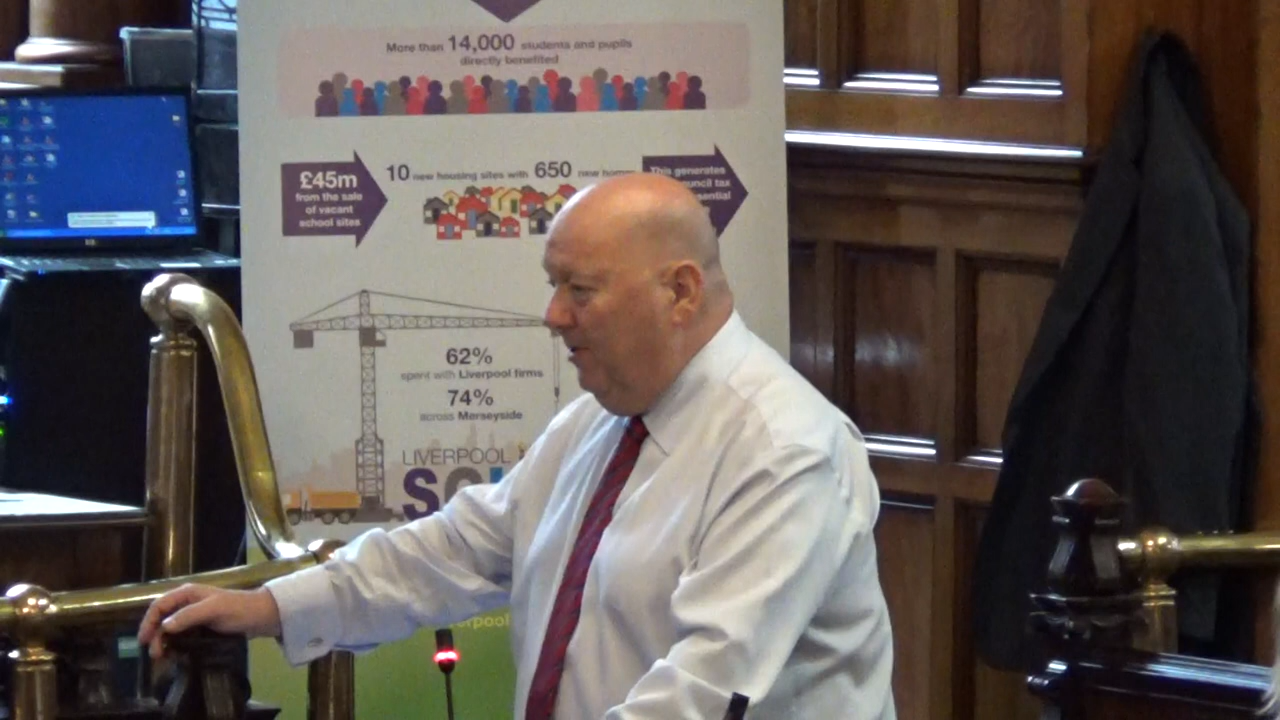 More than 14,000 students and pupils
directly benefited
£45m
from the sale
of vacant
school sites
10 new housing sites with 650 new
This generates
tax
62%
spent with Liverpool firms
74%
across Merseyside
LIVERPOOL